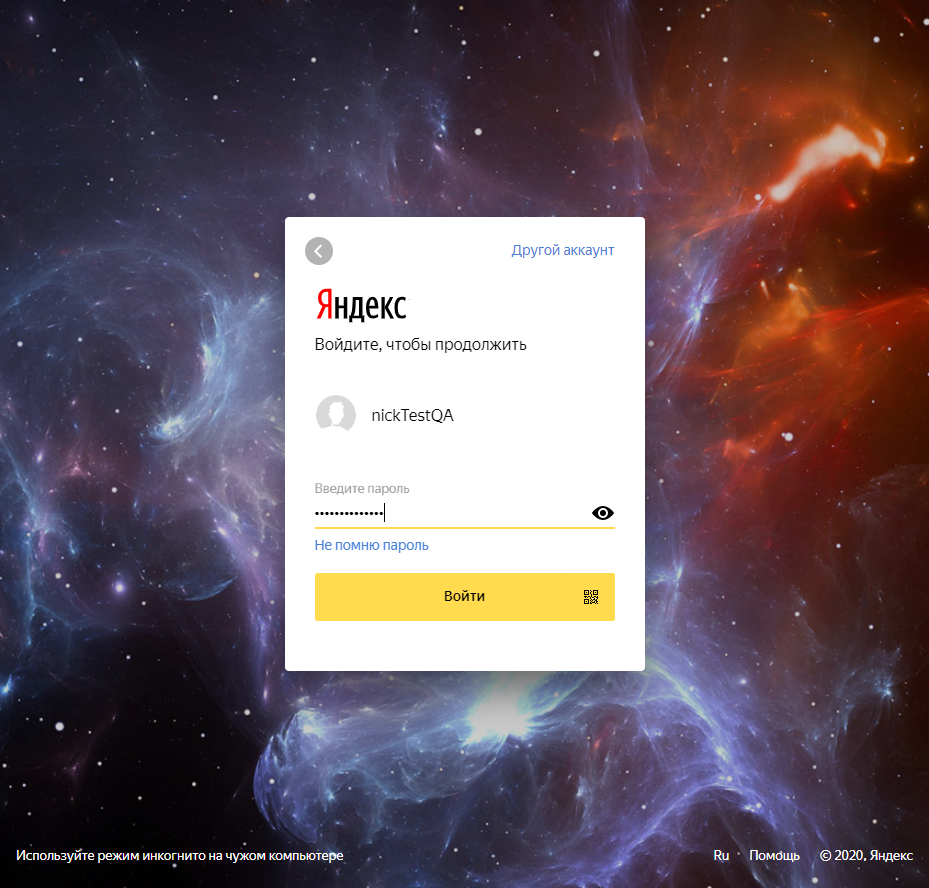 Другой аккаунт
Яндекс
Войдите, чтобы продолжить
nickTestQA
Введите пароль
••••••••••••••
Не помню пароль
Войти
Используйте режим инкогнито на чужом компьютере
Ru
Помощь
© 2020, Яндекс